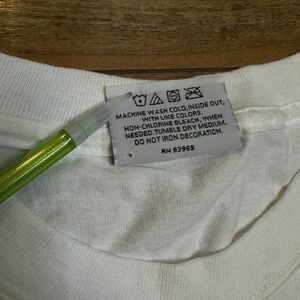 MACHINE WASH COLD, INSIDE OUT,
WITH LIKE COLORS.
NON-CHLORINE BLEACH, WHEN
NEEDED. TUMBLE DRY MEDIUM.
DO NOT IRON DECORATION.
RN 93965